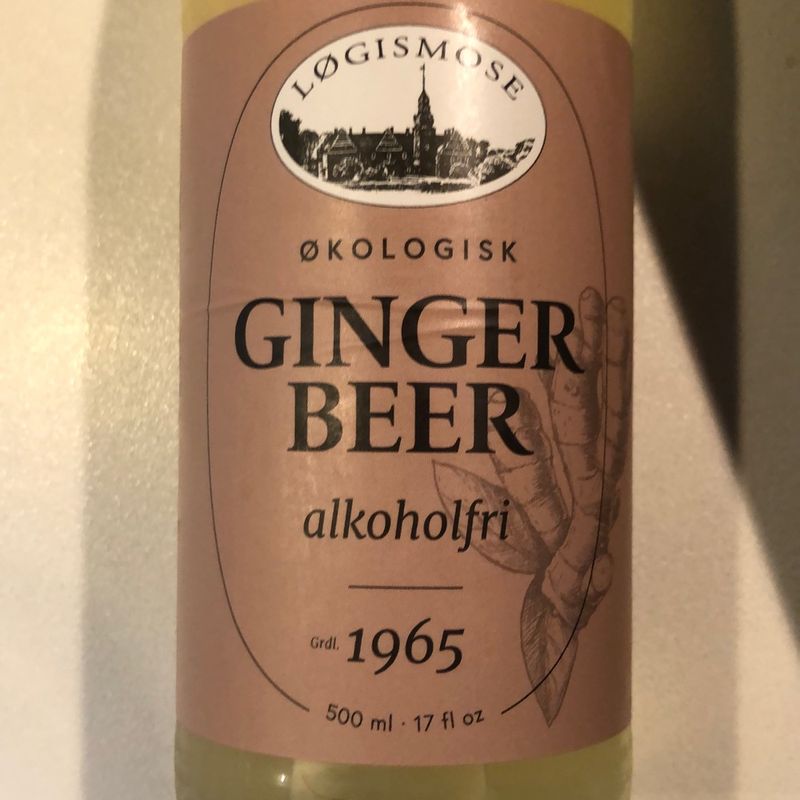 LØGISMOSE
ØKOLOGISK
GINGER
BEER
alkoholfri
Grdl. 1965
500 ml · 17 fl oz